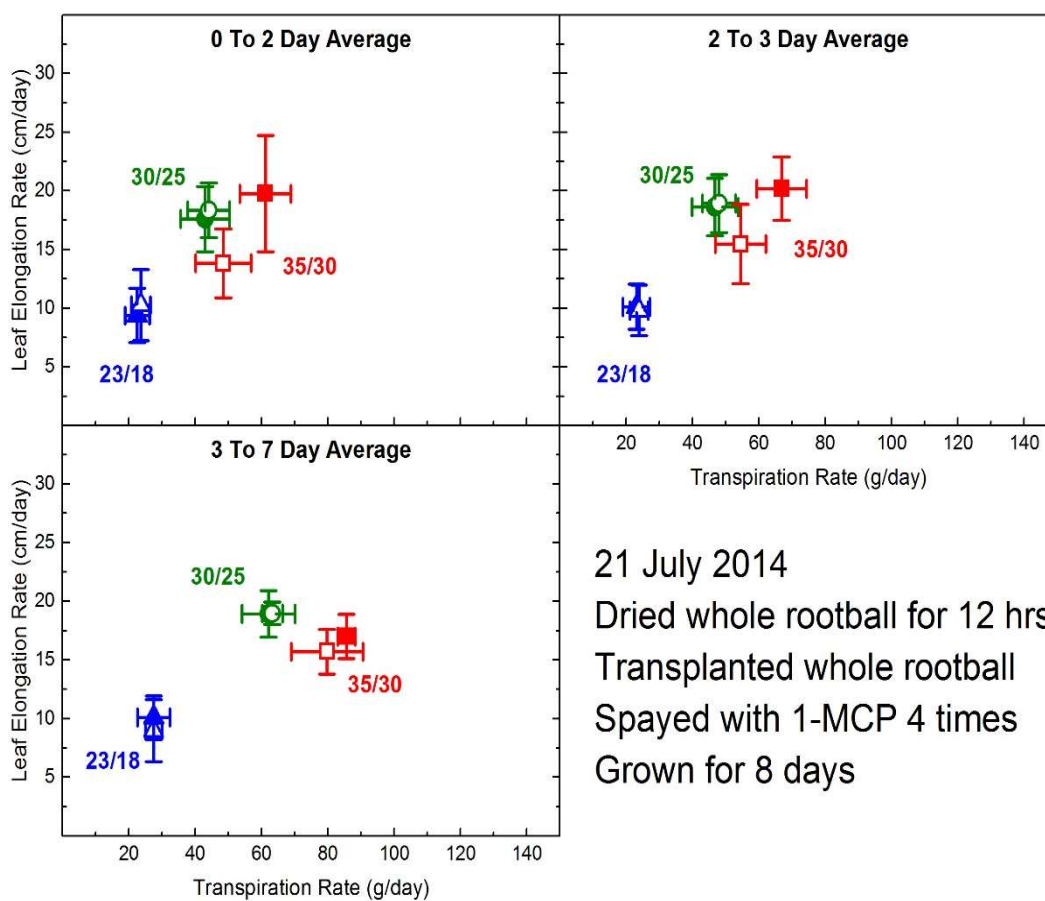 0 To 2 Day Average
2 To 3 Day Average
Leaf Elongation Rate (cm/day)
30
25
20
15
10
5
30/25
35/30
23/18
30/25
35/30
23/18
20 40 60 80 100 120 140
Transpiration Rate (g/day)
3 To 7 Day Average
Leaf Elongation Rate (cm/day)
30
25
20
15
10
5
30/25
35/30
23/18
20 40 60 80 100 120 140
Transpiration Rate (g/day)
21 July 2014
Dried whole rootball for 12 hrs
Transplanted whole rootball
Spayed with 1-MCP 4 times
Grown for 8 days